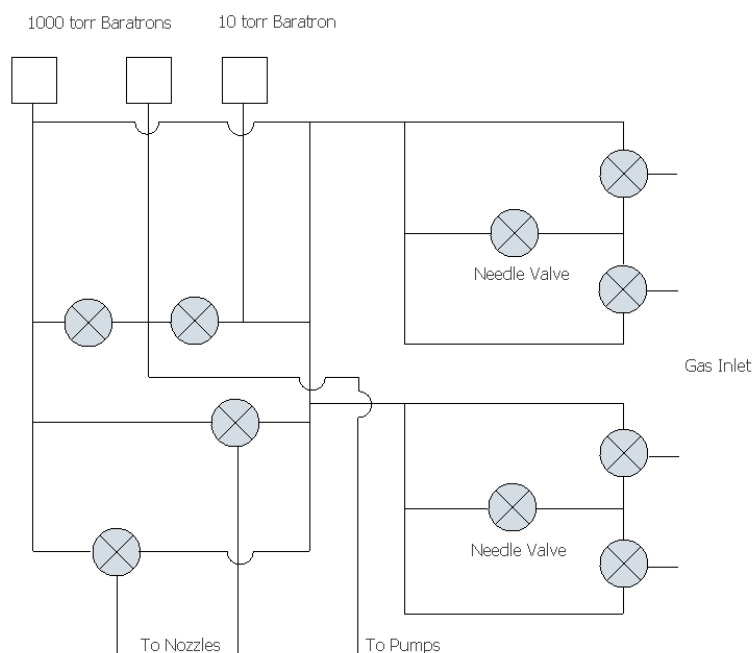 1000 torr Baratrons
10 torr Baratron
Needle Valve
Gas Inlet
Needle Valve
To Nozzles
To Pumps